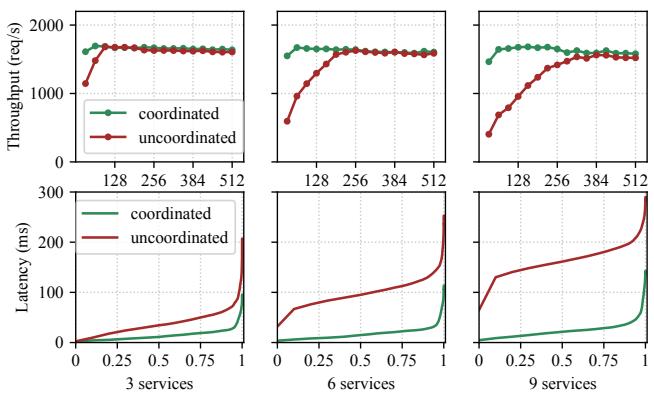 Throughput (req/s)
2000
1000
0
coordinated
uncoordinated
128 256 384 512
128 256 384 512
128 256 384 512
Latency (ms)
300
200
100
0
coordinated
uncoordinated
0 0.25 0.5 0.75 1
0 0.25 0.5 0.75 1
0 0.25 0.5 0.75 1
3 services
6 services
9 services